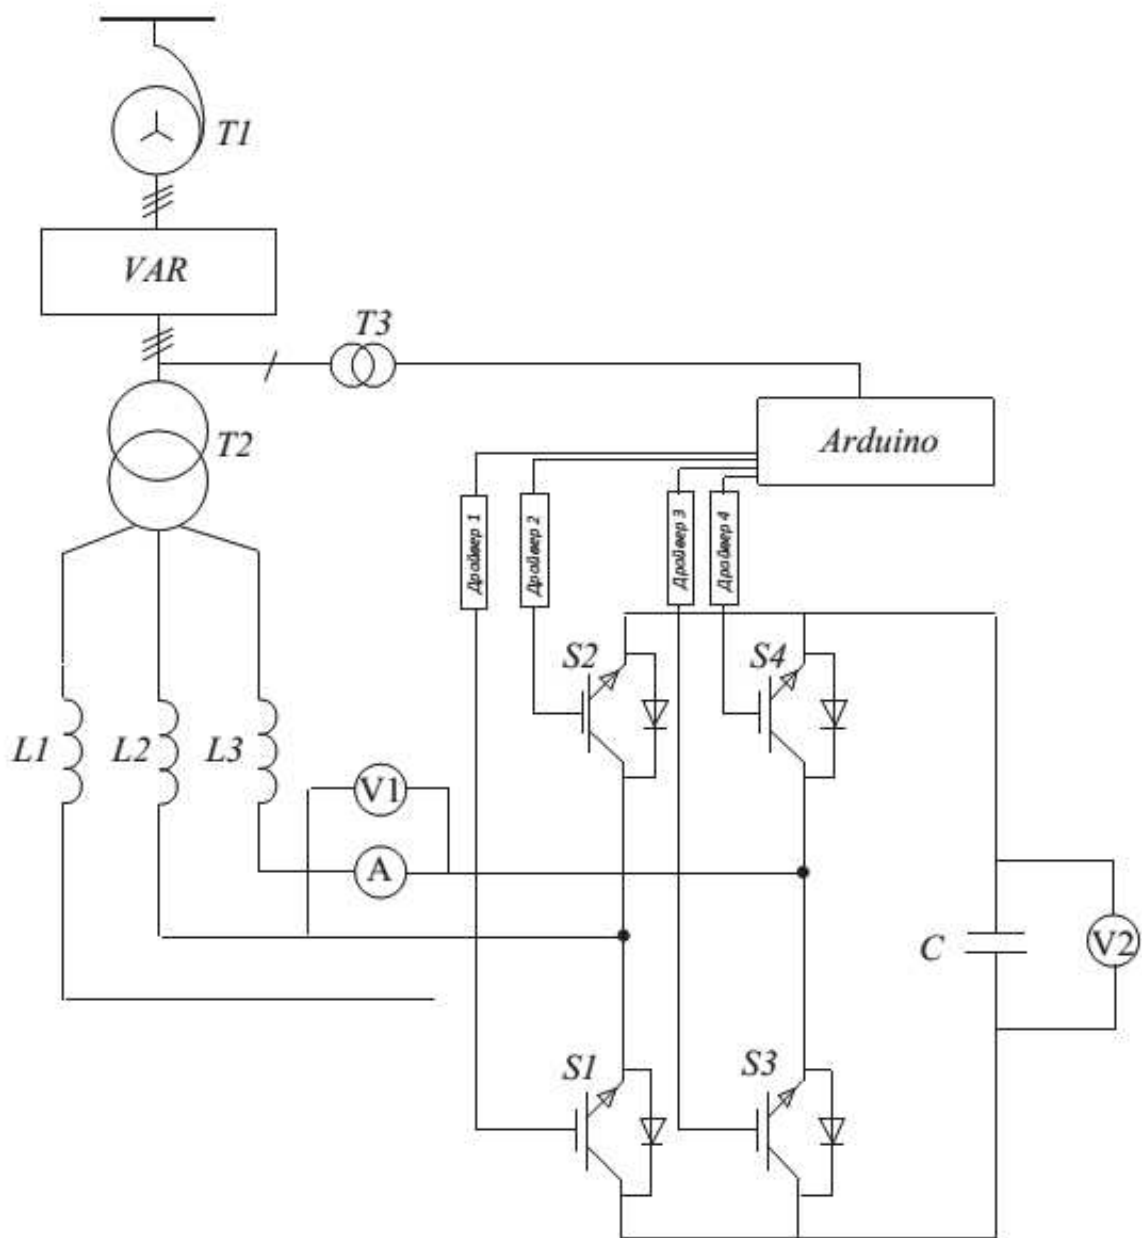 T1
VAR
T3
T2
Arduino
Драйвер 1
Драйвер 2
Драйвер 3
Драйвер 4
S2
S4
L1
L2
L3
V1
A
C
V2
S1
S3